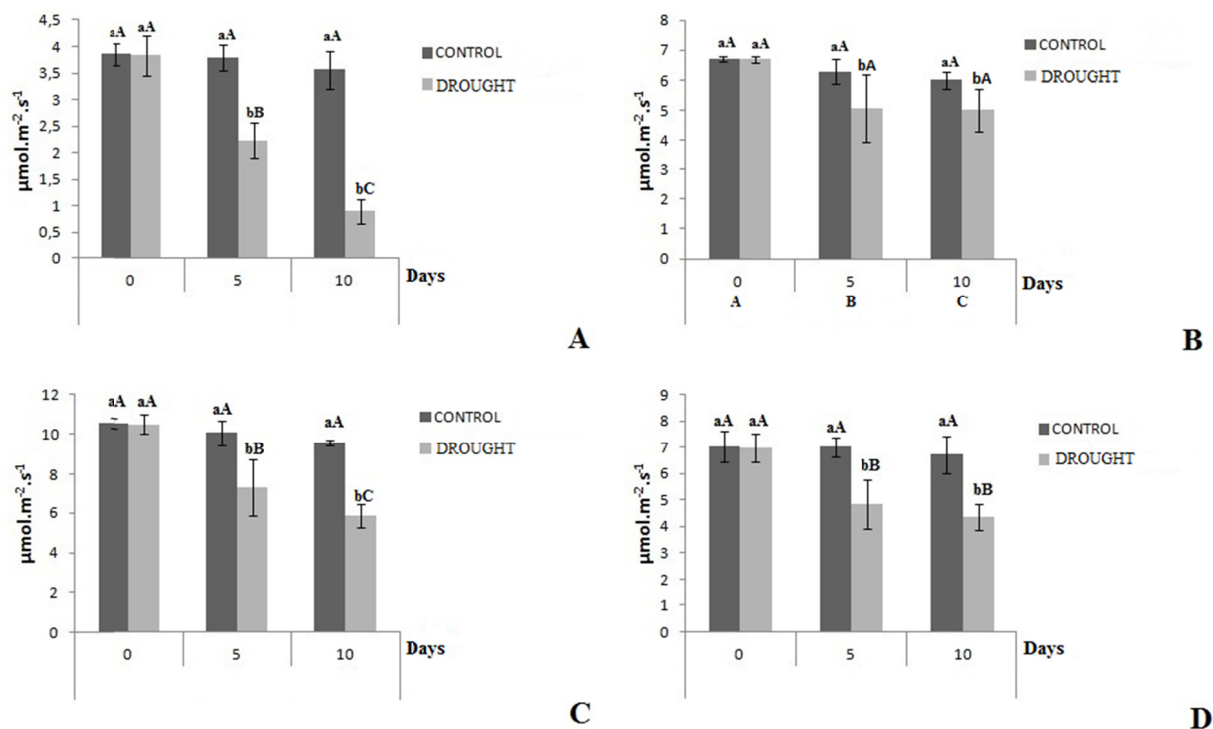 aA aA
aA
aA
bB
bC
CONTROL
DROUGHT
4,5
4
3,5
3
2,5
2
1,5
1
0,5
0
µmol.m⁻².s⁻¹
0 5 10 Days
A
aA aA
aA
bA
aA
bA
CONTROL
DROUGHT
8
7
6
5
4
3
2
1
0
µmol.m⁻².s⁻¹
0 5 10 Days
A B C
B
aA aA
aA
bB
aA
bC
CONTROL
DROUGHT
12
10
8
6
4
2
0
µmol.m⁻².s⁻¹
0 5 10 Days
C
aA aA
aA
bB
aA
bB
CONTROL
DROUGHT
9
8
7
6
5
4
3
2
1
0
µmol.m⁻².s⁻¹
0 5 10 Days
D